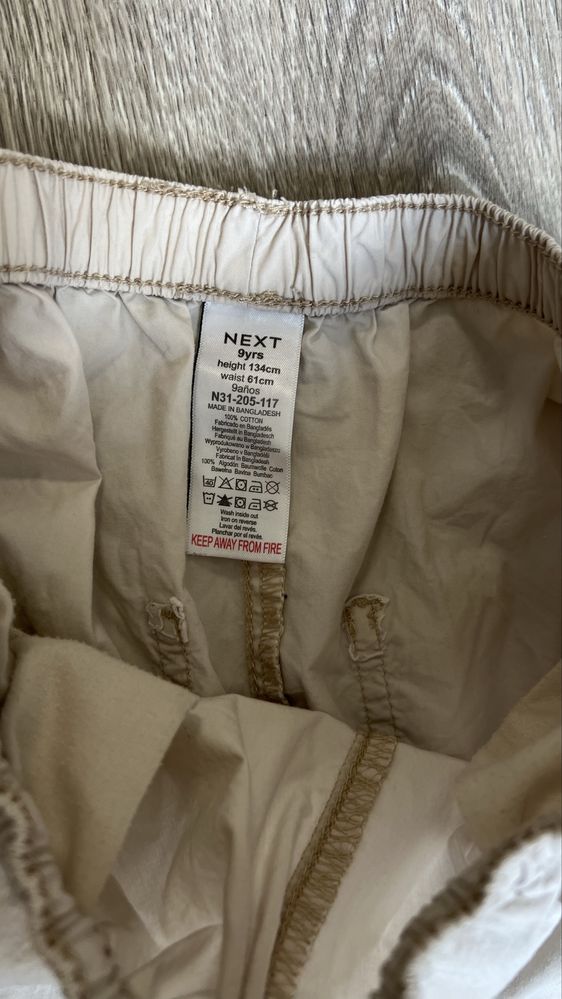 NEXT
9yrs
height 134cm
waist 61cm
9años
N31-205-117
MADE IN BANGLADESH
100% COTTON
Fabricado en Bangladés
Hergestellt in Bangladesch
Fabriqué au Bangladesh
Wyprodukowano w Bangladeszu
Vyrobeno v Bangladéši
Fabricat în Bangladesh
100% Algodón Baumwolle Coton
Bawełna Bavlna Bumbac
40
Wash inside out
Iron on reverse
Lavar del revés.
Planchar por el revés.
KEEP AWAY FROM FIRE